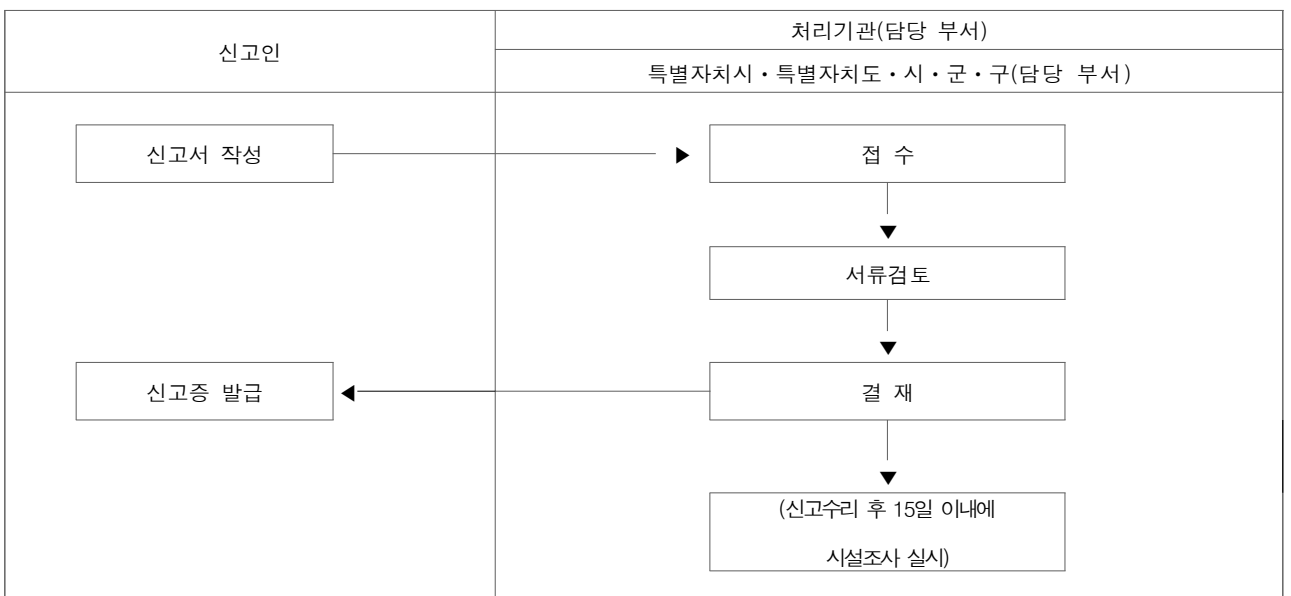 신고인
처리기관(담당 부서)
특별자치시・특별자치도・시・군・구(담당 부서)
신고서 작성
접 수
서류검토
신고증 발급
결 재
(신고수리 후 15일 이내에
시설조사 실시)